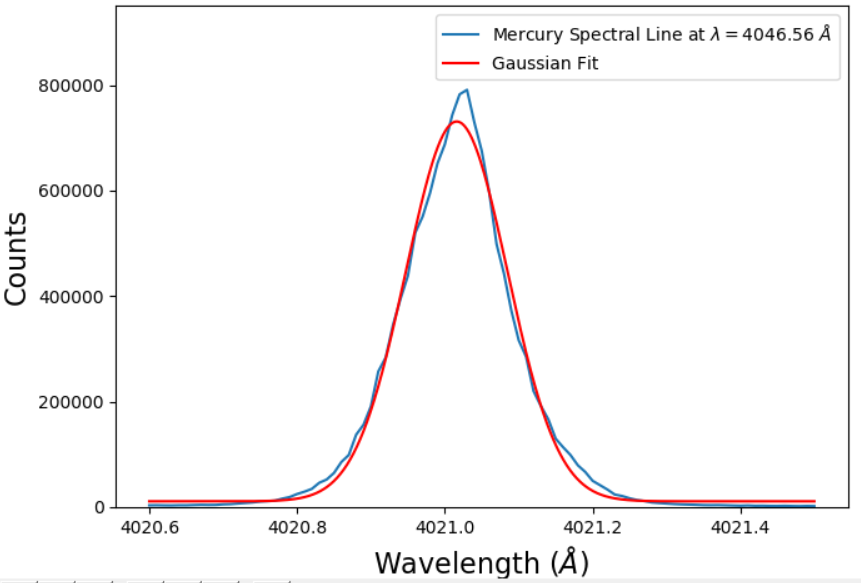 Mercury Spectral Line at λ = 4046.56 Å
Gaussian Fit
800000
600000
400000
200000
0
Counts
4020.6 4020.8 4021.0 4021.2 4021.4
Wavelength (Å)